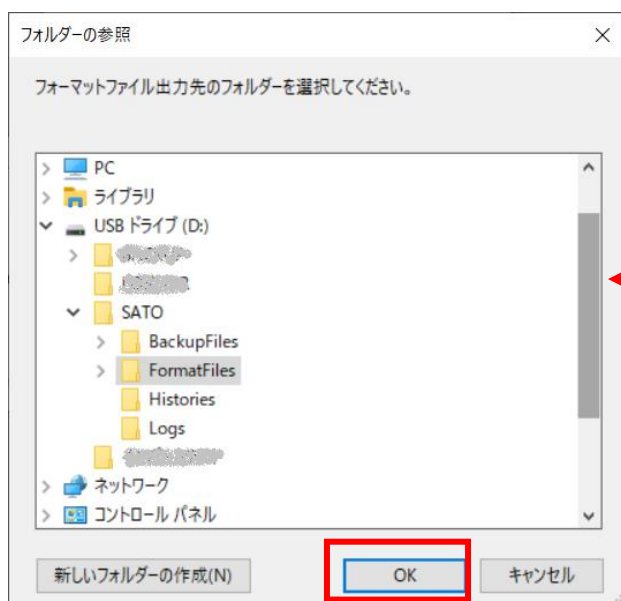 フォルダーの参照
フォーマットファイル出力先のフォルダーを選択してください。
PC
ライブラリ
USB ドライブ (D:)
SATO
BackupFiles
FormatFiles
Histories
Logs
ネットワーク
コントロール パネル
新しいフォルダーの作成(N)
OK
キャンセル